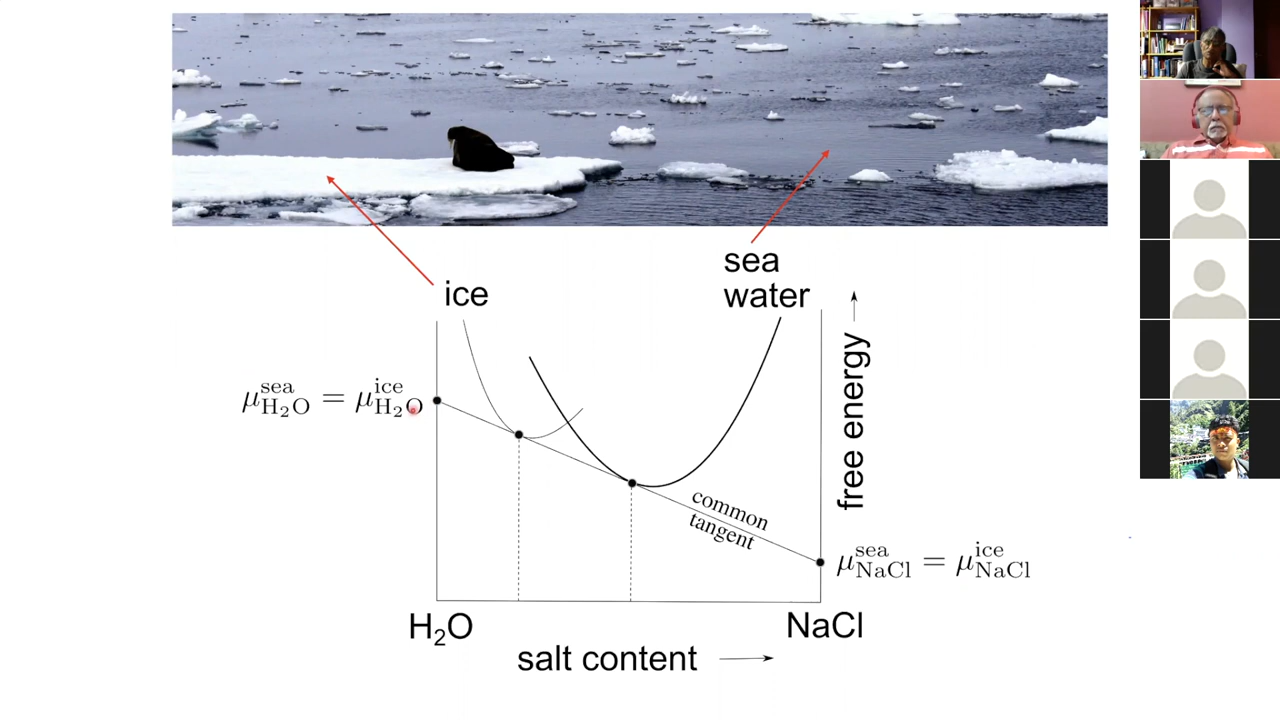 sea
water
ice
free energy
μ^sea_H₂O = μ^ice_H₂O
common
tangent
μ^sea_NaCl = μ^ice_NaCl
H₂O
NaCl
salt content